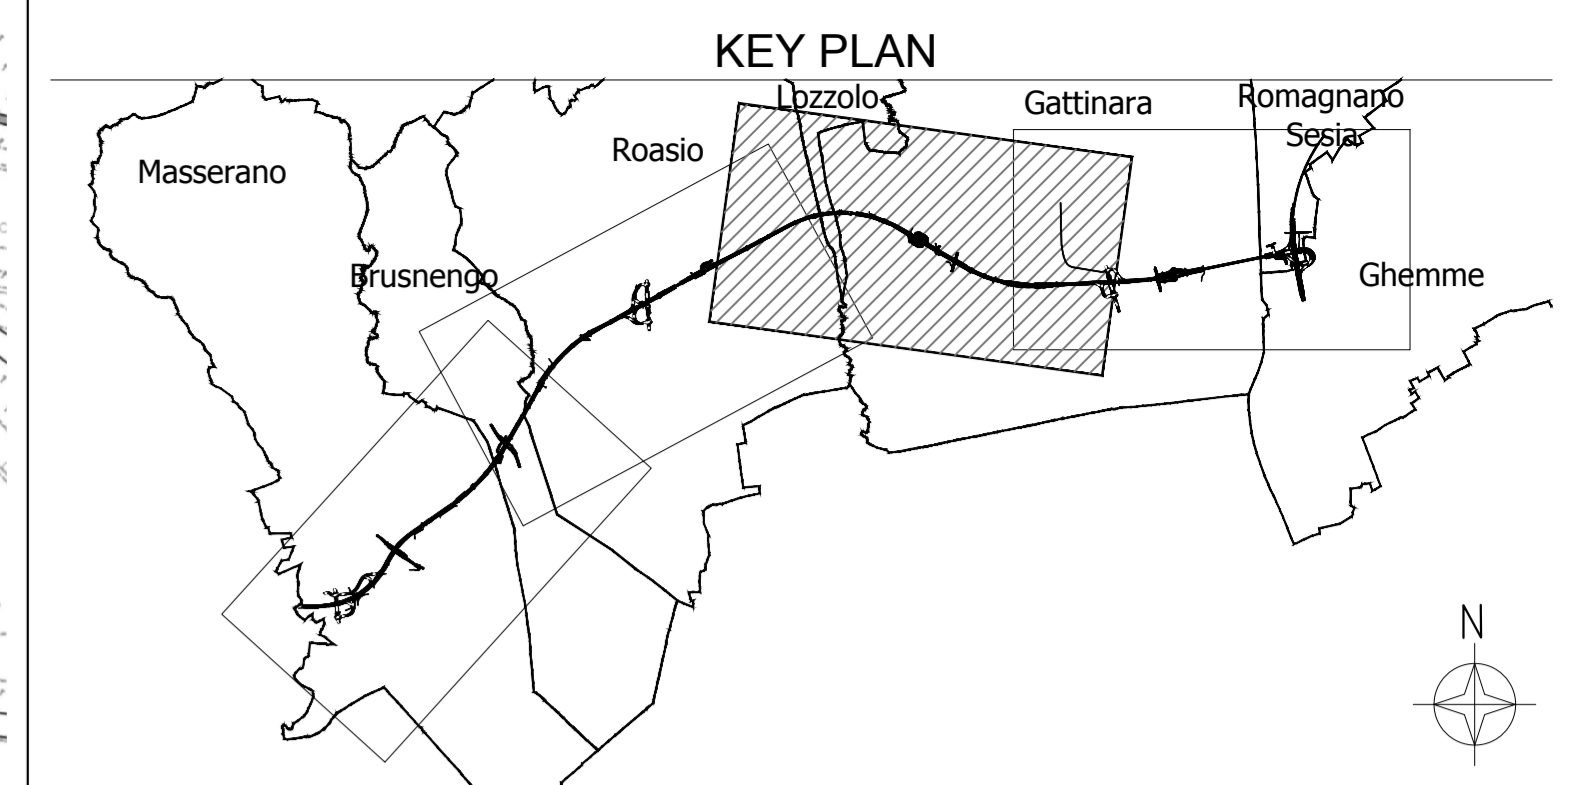 KEY PLAN
Lozzolo
Gattinara
Romagnano
Sesia
Roasio
Masserano
Brusnengo
Ghemme
N